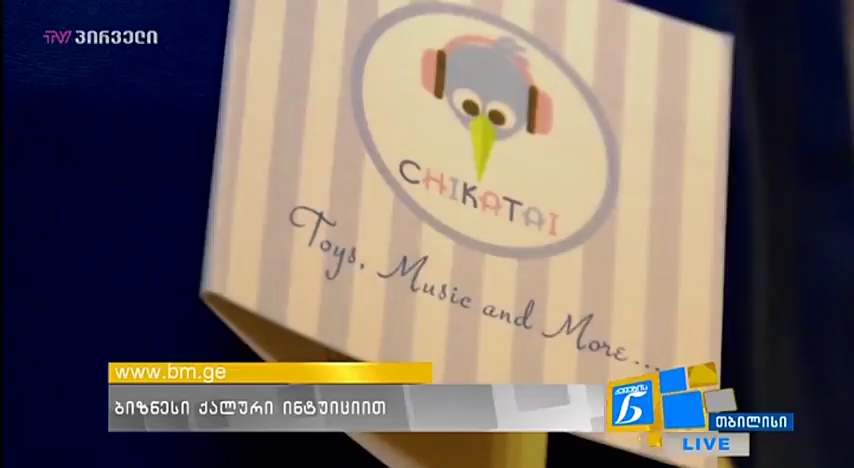 TV პირველი
CHIKATAI
Toys, Music and More...
www.bm.ge
ბიზნესი ქალური ინტუიციით
თბილისი
LIVE